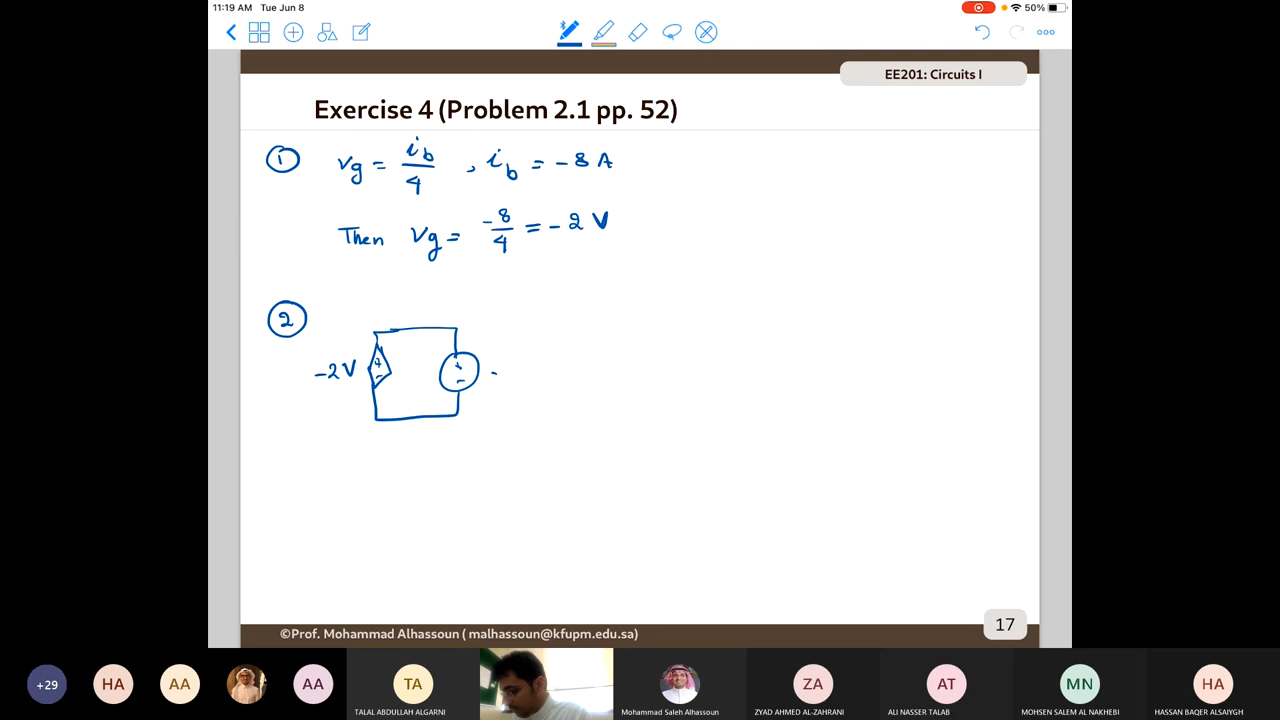 11:19 AM Tue Jun 8
50%
EE201: Circuits I
Exercise 4 (Problem 2.1 pp. 52)
① vg = ib/4 , ib = -8 A
Then vg = -8/4 = -2 V
②
-2V + - + - -
17
©Prof. Mohammad Alhassoun ( malhassoun@kfupm.edu.sa)
+29 HA AA AA TA ZA AT MN HA
TALAL ABDULLAH ALGARNI Mohammad Saleh Alhassoun ZYAD AHMED AL-ZAHRANI ALI NASSER TALAB MOHSEN SALEM AL NAKHEBI HASSAN BAQER ALSAIYGH